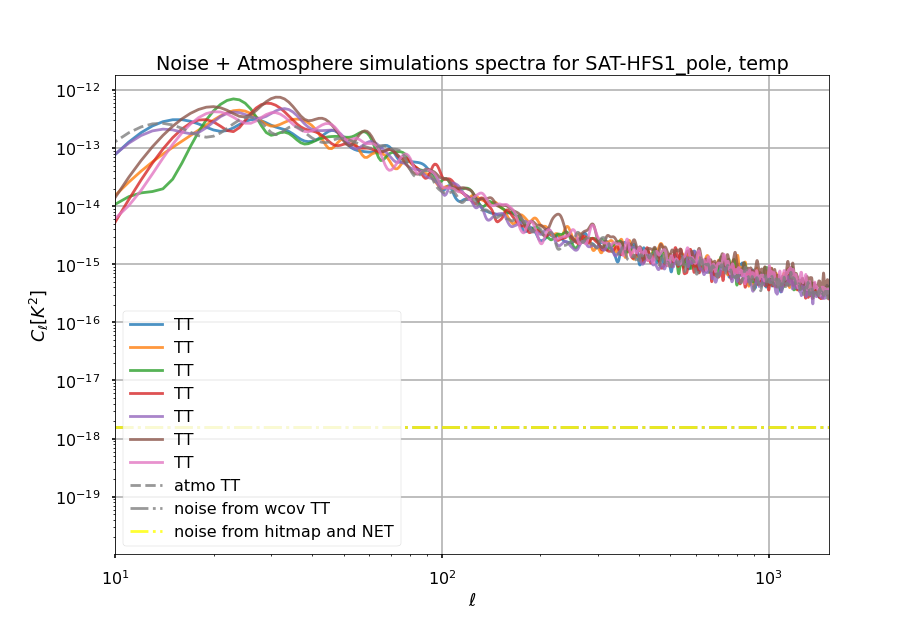 Noise + Atmosphere simulations spectra for SAT-HFS1_pole, temp
10⁻¹²
10⁻¹³
10⁻¹⁴
10⁻¹⁵
10⁻¹⁶
10⁻¹⁷
10⁻¹⁸
10⁻¹⁹
C_ℓ[K²]
TT
TT
TT
TT
TT
TT
TT
atmo TT
noise from wcov TT
noise from hitmap and NET
10¹ 10² 10³
ℓ